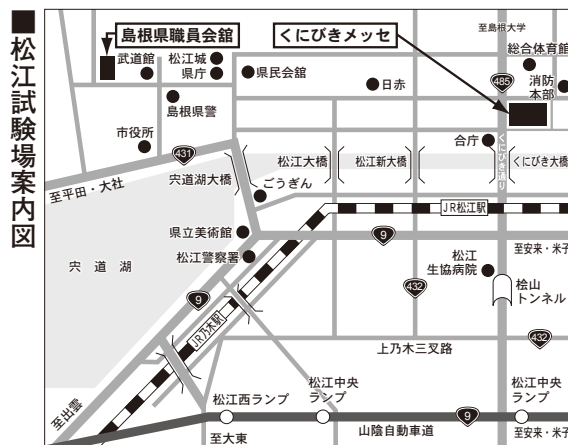 ■松江試験場案内図
島根県職員会館
くにびきメッセ
至島根大学
武道館
松江城
県庁
県民会館
総合体育館
485
消防
本部
日赤
島根県警
市役所
合庁
431
松江大橋
松江新大橋
くにびき通り
くにびき大橋
宍道湖大橋
ごうぎん
至平田・大社
JR松江駅
県立美術館
9
至安来・米子
松江警察署
宍道湖
松江
生協病院
桧山
トンネル
432
9
JR乃木駅
432
上乃木三叉路
至出雲
松江西ランプ
松江中央
ランプ
松江中央
ランプ
至大東
山陰自動車道
9
至安来・米子